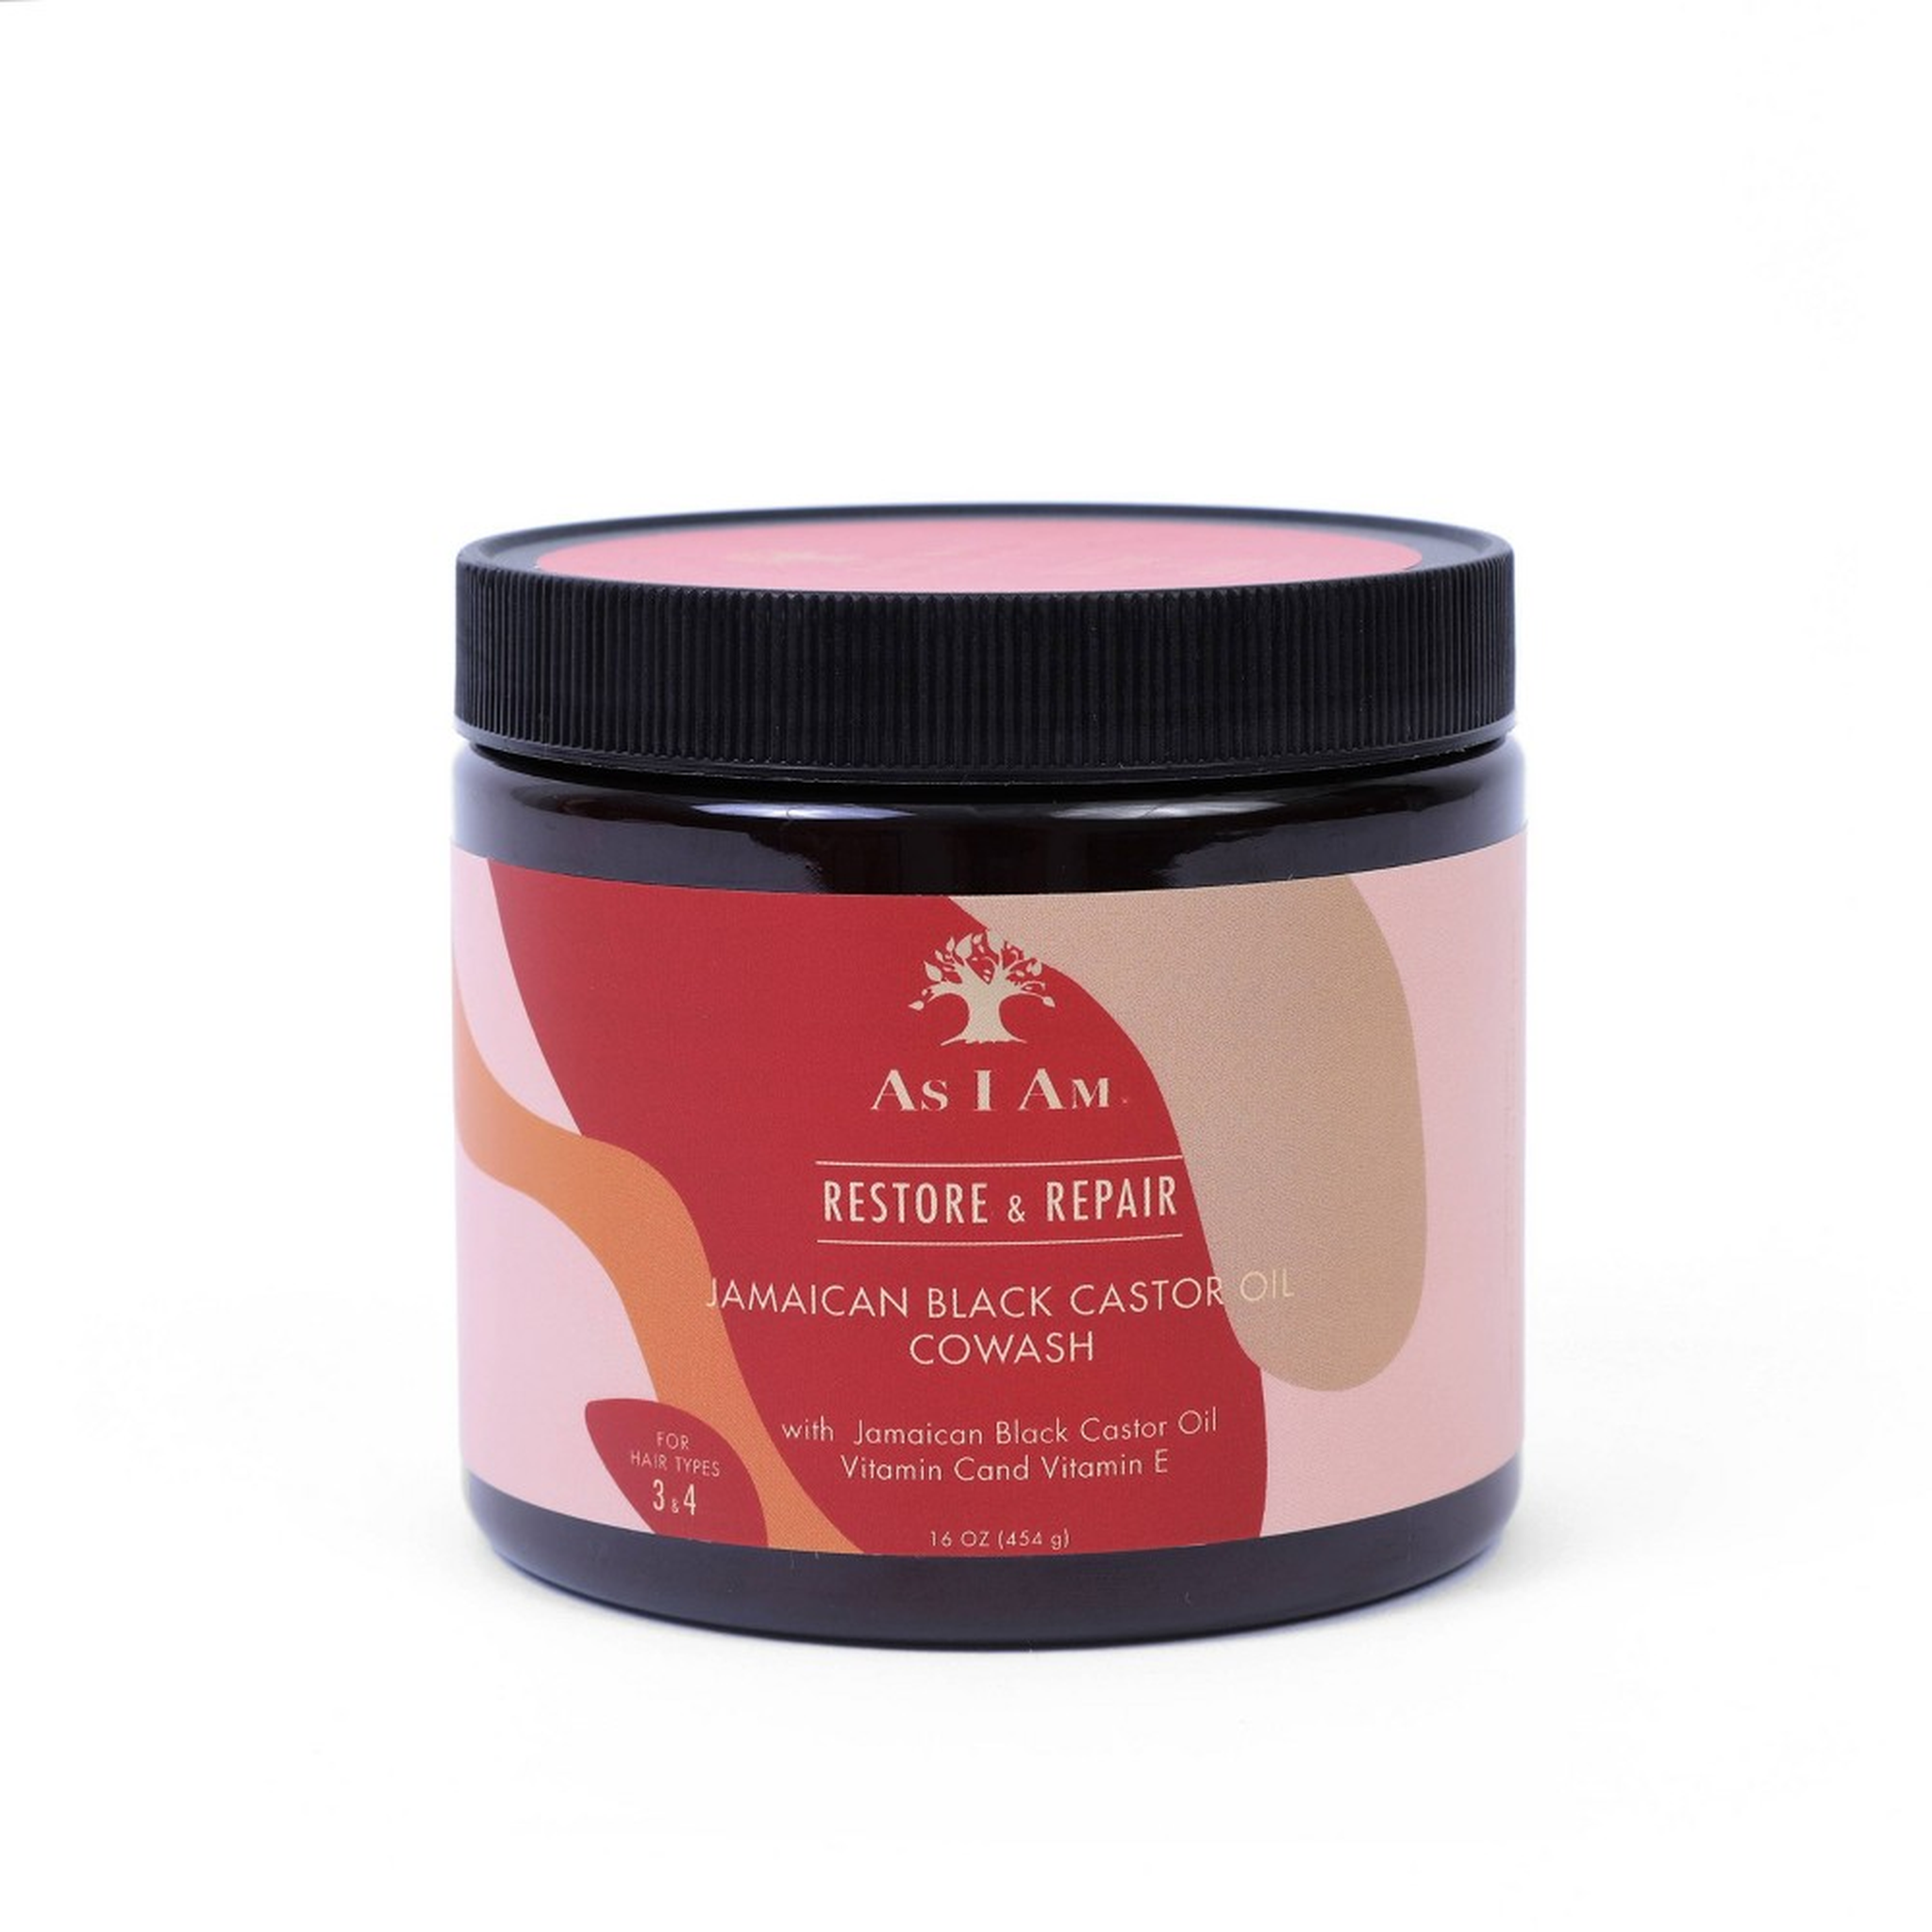 AS I AM
RESTORE & REPAIR
JAMAICAN BLACK CASTOR OIL
COWASH
with Jamaican Black Castor Oil
Vitamin Cand Vitamin E
FOR
HAIR TYPES
3 & 4
16 OZ (454 g)